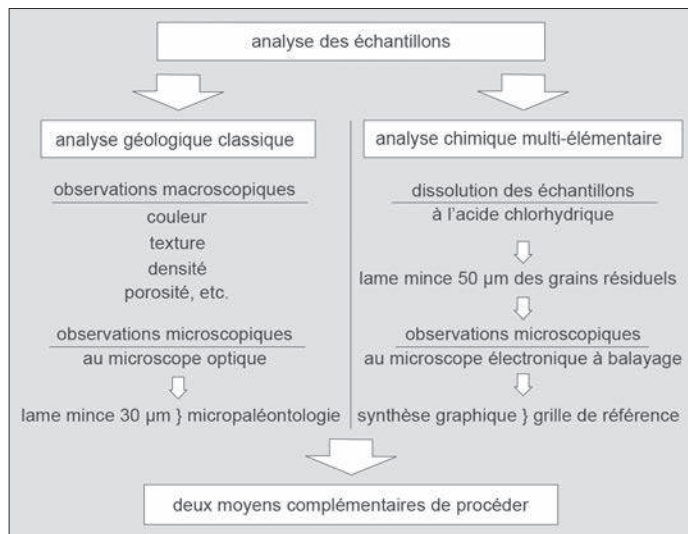 analyse des échantillons
analyse géologique classique
observations macroscopiques
couleur
texture
densité
porosité, etc.
observations microscopiques
au microscope optique
lame mince 30 µm } micropaléontologie
analyse chimique multi-élémentaire
dissolution des échantillons
à l'acide chlorhydrique
lame mince 50 µm des grains résiduels
observations microscopiques
au microscope électronique à balayage
synthèse graphique } grille de référence
deux moyens complémentaires de procéder